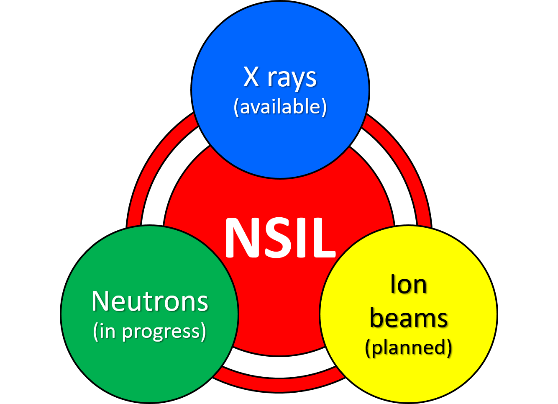 X rays
(available)
NSIL
Neutrons
(in progress)
Ion
beams
(planned)